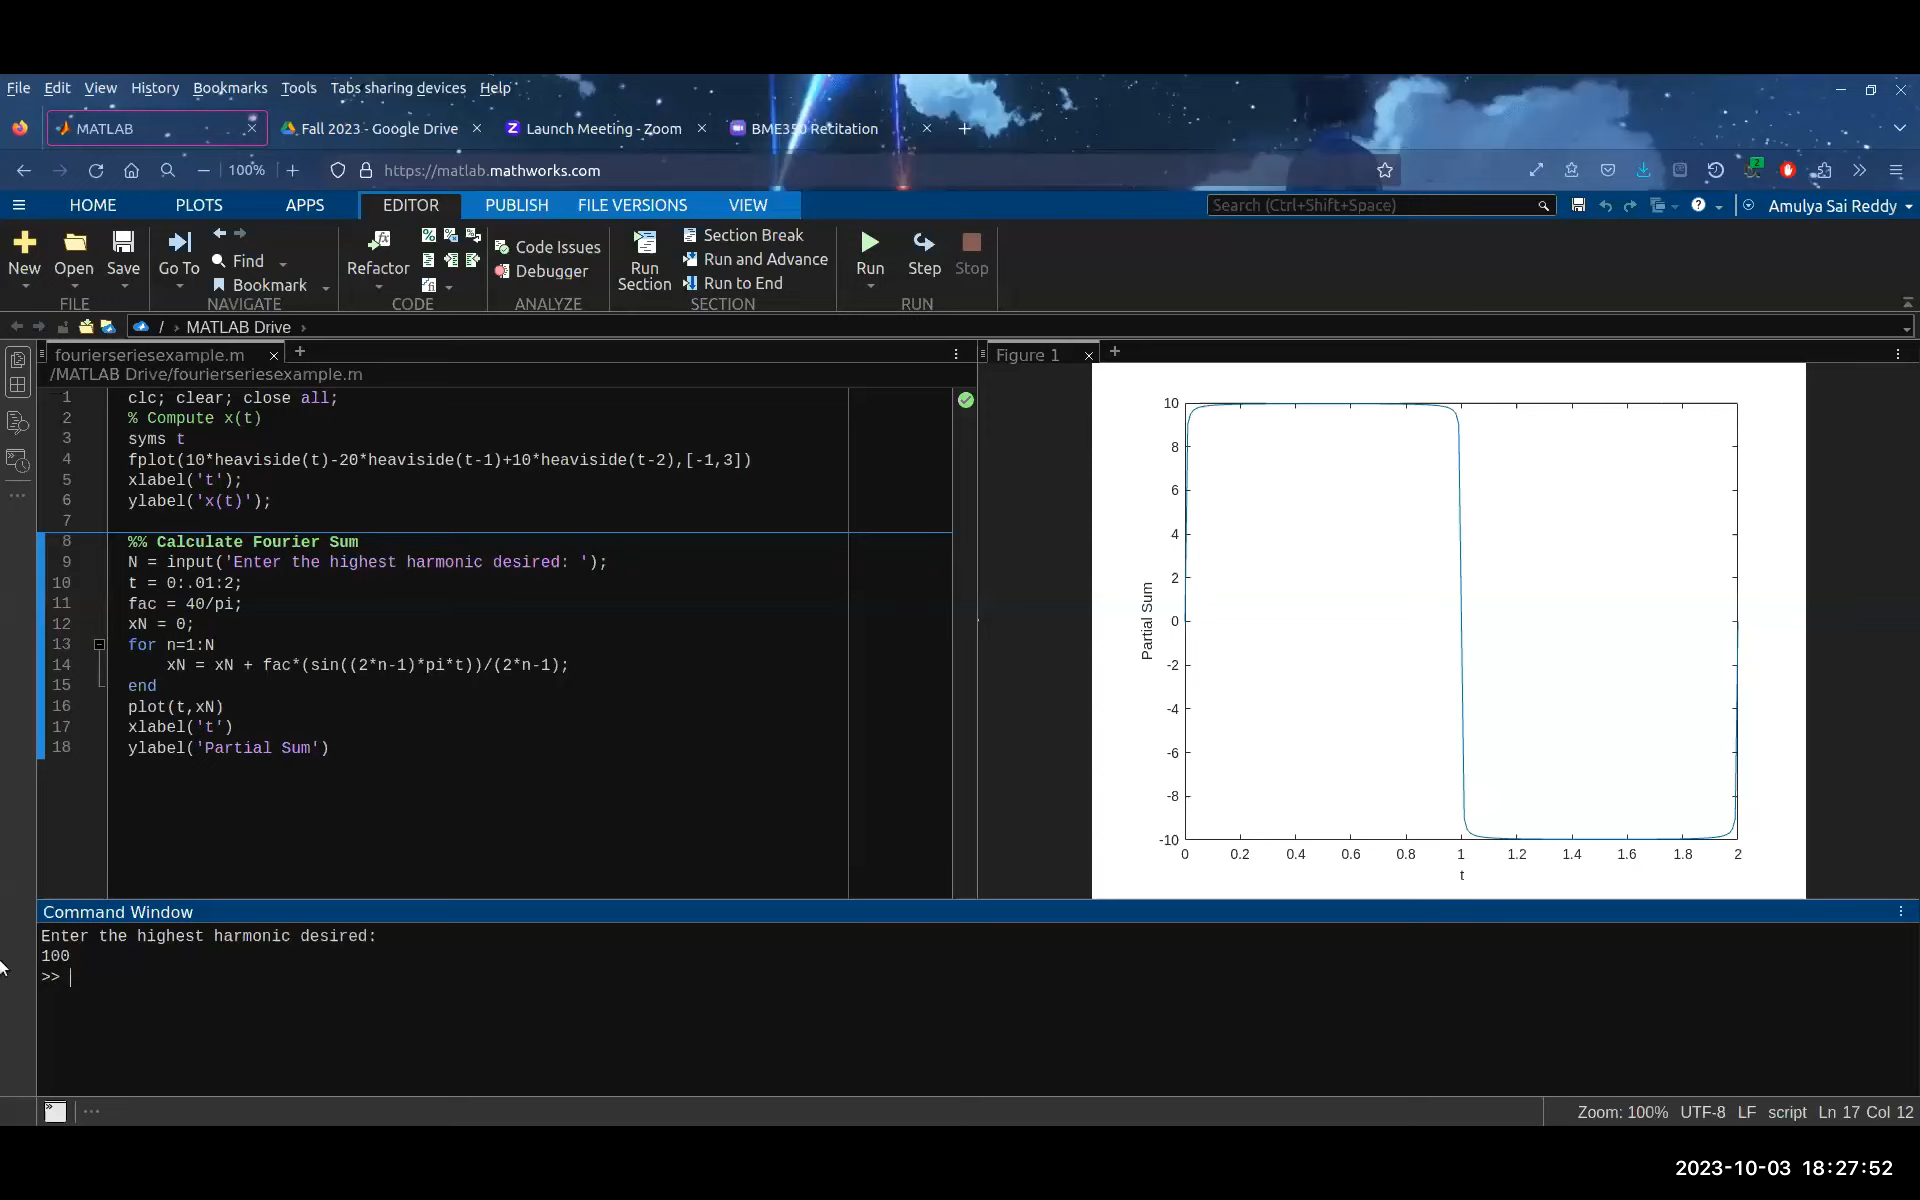 File Edit View History Bookmarks Tools Tabs sharing devices Help
MATLAB
Fall 2023 - Google Drive
Launch Meeting - Zoom
BME350 Recitation
100%
https://matlab.mathworks.com
2
HOME PLOTS APPS EDITOR PUBLISH FILE VERSIONS VIEW
Search (Ctrl+Shift+Space)
Amulya Sai Reddy
New Open Save
FILE
Go To
Find
Bookmark
NAVIGATE
Refactor
CODE
Code Issues
Debugger
ANALYZE
Run Section
Section Break
Run and Advance
Run to End
SECTION
Run Step Stop
RUN
/ › MATLAB Drive ›
fourierseriesexample.m
/MATLAB Drive/fourierseriesexample.m
1 clc; clear; close all;
2 % Compute x(t)
3 syms t
4 fplot(10*heaviside(t)-20*heaviside(t-1)+10*heaviside(t-2),[-1,3])
5 xlabel('t');
6 ylabel('x(t)');
7
8 %% Calculate Fourier Sum
9 N = input('Enter the highest harmonic desired: ');
10 t = 0:.01:2;
11 fac = 40/pi;
12 xN = 0;
13 for n=1:N
14 xN = xN + fac*(sin((2*n-1)*pi*t))/(2*n-1);
15 end
16 plot(t,xN)
17 xlabel('t')
18 ylabel('Partial Sum')
Figure 1
10
8
6
4
2
0
-2
-4
-6
-8
-10
Partial Sum
0 0.2 0.4 0.6 0.8 1 1.2 1.4 1.6 1.8 2
t
Command Window
Enter the highest harmonic desired:
100
>>
Zoom: 100% UTF-8 LF script Ln 17 Col 12
2023-10-03 18:27:52